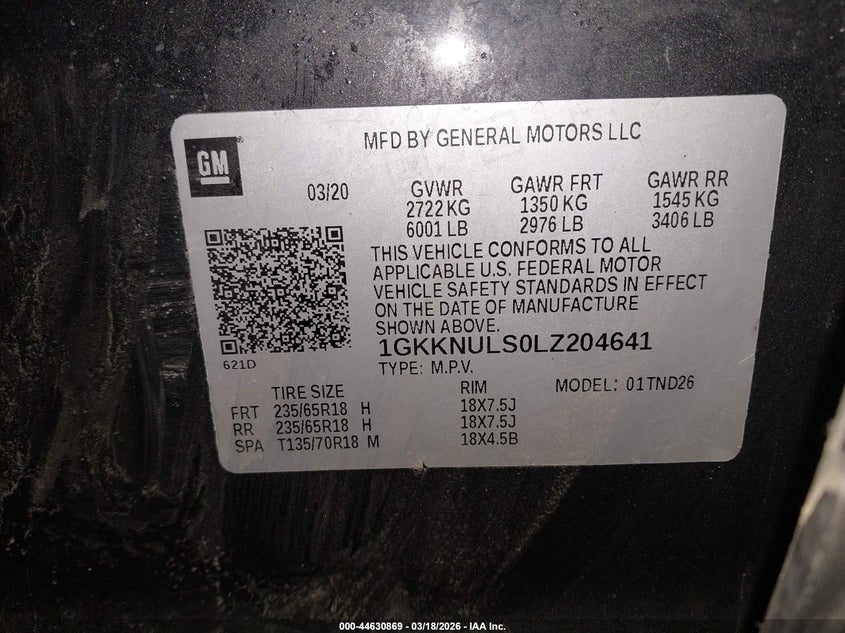 GM
MFD BY GENERAL MOTORS LLC
03/20 GVWR GAWR FRT GAWR RR
2722 KG 1350 KG 1545 KG
6001 LB 2976 LB 3406 LB
THIS VEHICLE CONFORMS TO ALL
APPLICABLE U.S. FEDERAL MOTOR
VEHICLE SAFETY STANDARDS IN EFFECT
ON THE DATE OF MANUFACTURE
SHOWN ABOVE.
1GKKNULS0LZ204641
621D
TYPE: M.P.V.
TIRE SIZE RIM MODEL: 01TND26
FRT 235/65R18 H 18X7.5J
RR 235/65R18 H 18X7.5J
SPA T135/70R18 M 18X4.5B
000-44630869 — 03/18/2026 — IAA Inc.